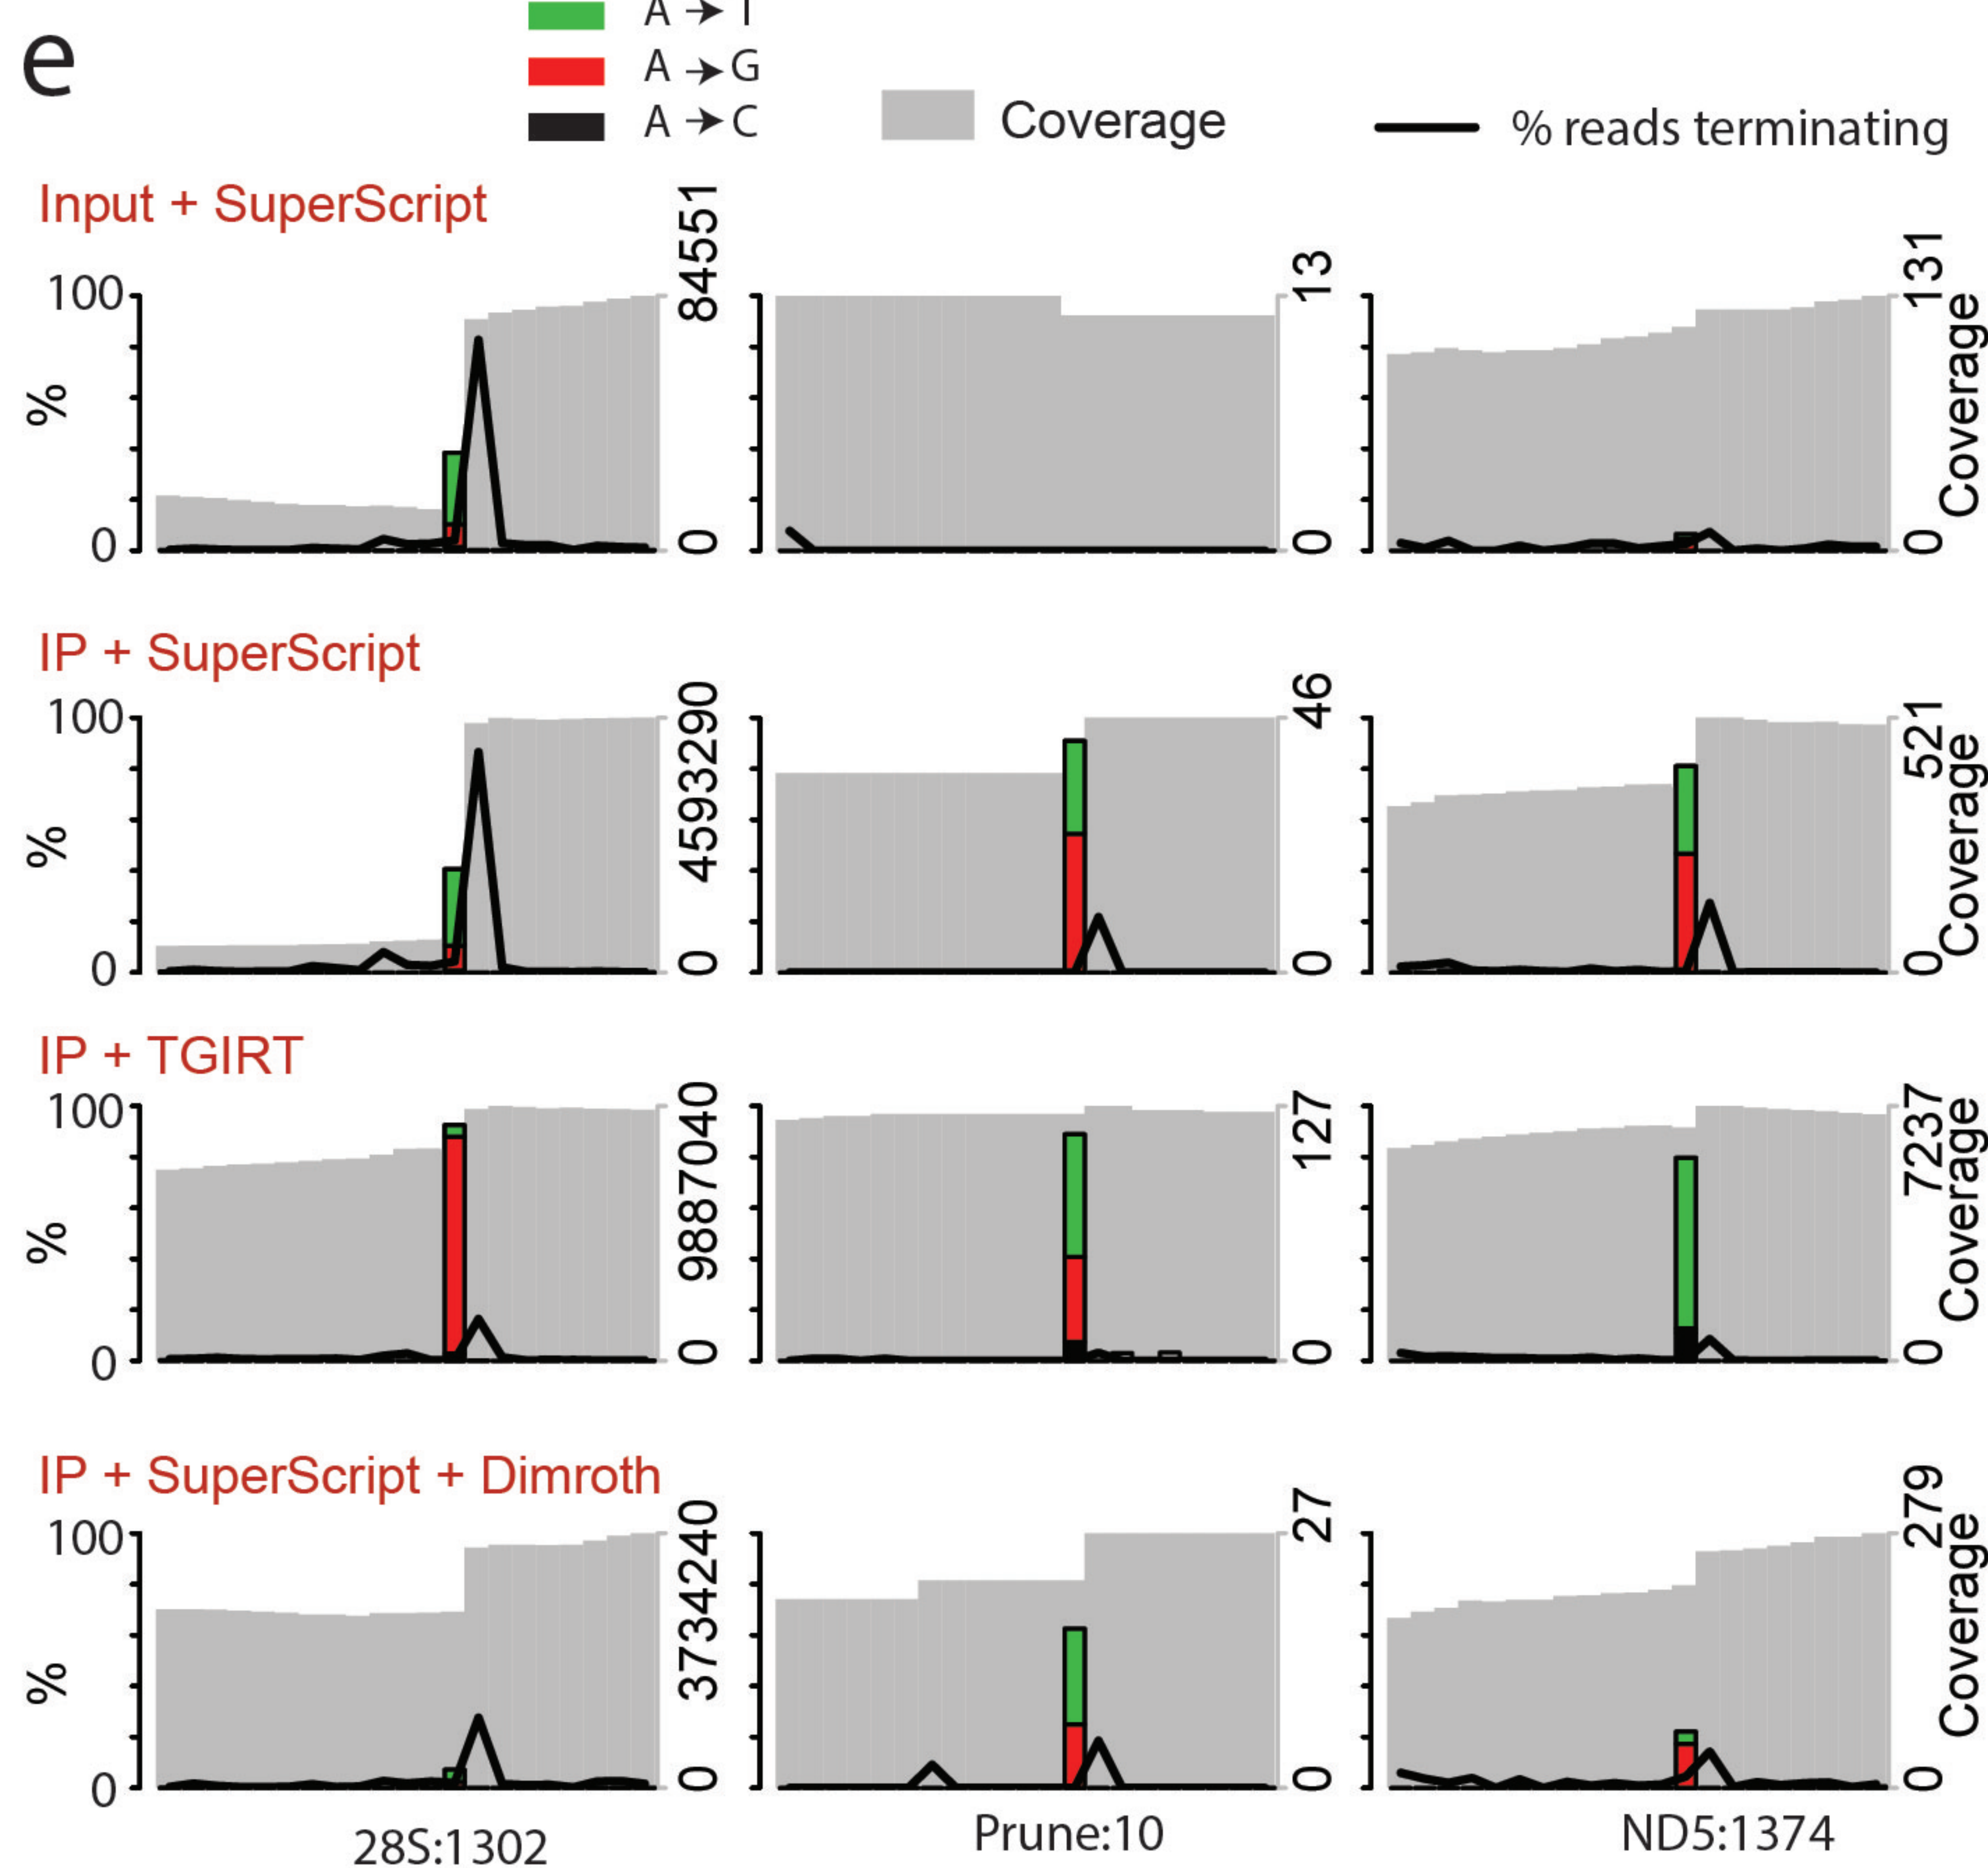 e
A → T
A → G
A → C
Coverage
% reads terminating
Input + SuperScript
100
%
0
84551
0
13
0
131
Coverage
0
IP + SuperScript
100
%
0
4593290
0
46
0
521
Coverage
0
IP + TGIRT
100
%
0
9887040
0
127
0
7237
Coverage
0
IP + SuperScript + Dimroth
100
%
0
3734240
0
27
0
279
Coverage
0
28S:1302
Prune:10
ND5:1374